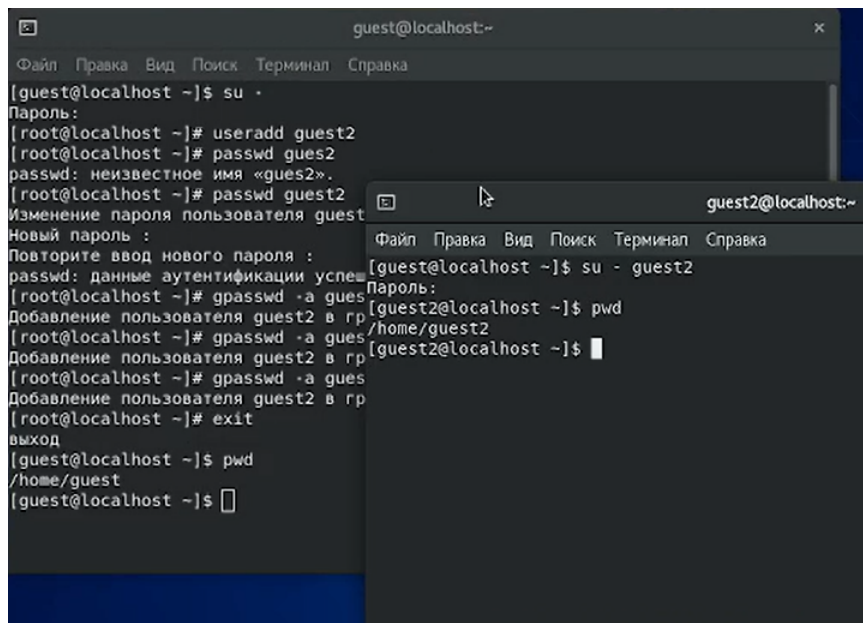 guest@localhost:~
Файл Правка Вид Поиск Терминал Справка
[guest@localhost ~]$ su -
Пароль:
[root@localhost ~]# useradd guest2
[root@localhost ~]# passwd gues2
passwd: неизвестное имя «gues2».
[root@localhost ~]# passwd guest2
Изменение пароля пользователя guest
Новый пароль :
Повторите ввод нового пароля :
passwd: данные аутентификации успеш
[root@localhost ~]# gpasswd -a gues
Добавление пользователя guest2 в гр
[root@localhost ~]# gpasswd -a gues
Добавление пользователя guest2 в гр
[root@localhost ~]# gpasswd -a gues
Добавление пользователя guest2 в гр
[root@localhost ~]# exit
выход
[guest@localhost ~]$ pwd
/home/guest
[guest@localhost ~]$
guest2@localhost:~
Файл Правка Вид Поиск Терминал Справка
[guest@localhost ~]$ su - guest2
Пароль:
[guest2@localhost ~]$ pwd
/home/guest2
[guest2@localhost ~]$